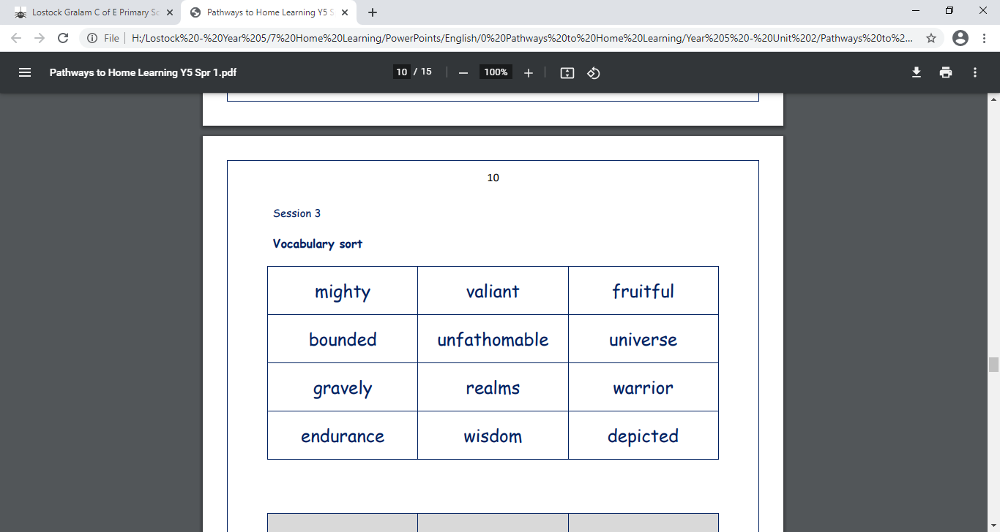 Lostock Gralam C of E Primary Sc
Pathways to Home Learning Y5 S
File
H:/Lostock%20-%20Year%205/7%20Home%20Learning/PowerPoints/English/0%20Pathways%20to%20Home%20Learning/Year%205%20-%20Unit%202/Pathways%20to%2...
Pathways to Home Learning Y5 Spr 1.pdf
10 / 15
100%
10
Session 3
Vocabulary sort
mighty valiant fruitful
bounded unfathomable universe
gravely realms warrior
endurance wisdom depicted